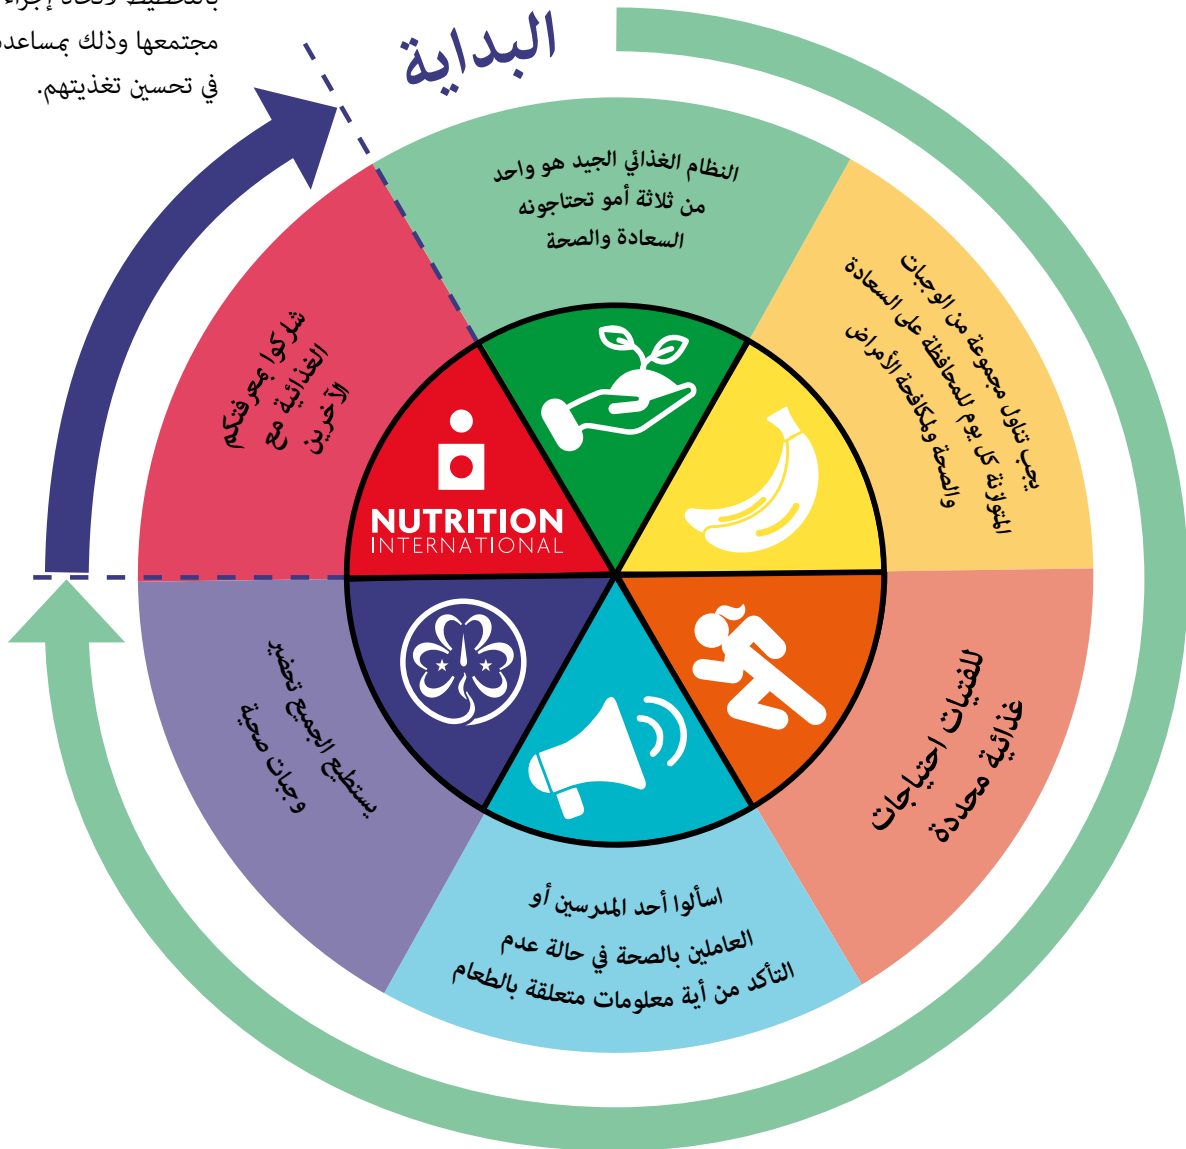 بالتخطيط لاتخاذ إجراء
مجتمعها وذلك بمساعدة
في تحسين تغذيتهم.
البداية
النظام الغذائي الجيد هو واحد
من ثلاثة أمو تحتاجونه
السعادة والصحة
يجب تناول مجموعة من الوجبات
المتوازنة كل يوم للمحافظة على السعادة
والصحة ولمكافحة الأمراض
للفتيات احتياجات
غذائية محددة
اسألوا أحد المدرسين أو
العاملين بالصحة في حالة عدم
التأكد من أية معلومات متعلقة بالطعام
يستطيع الجميع تحضير
وجبات صحية
شاركوا بمعرفتكم
الغذائية مع
الآخرين
NUTRITION
INTERNATIONAL